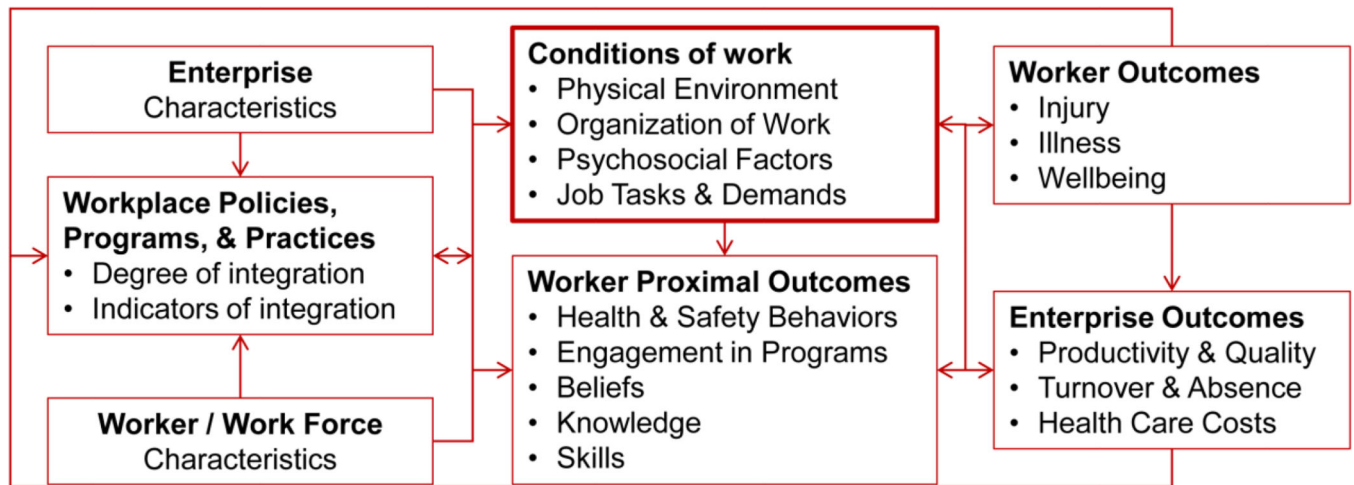 Enterprise
Characteristics
Workplace Policies,
Programs, & Practices
• Degree of integration
• Indicators of integration
Worker / Work Force
Characteristics
Conditions of work
• Physical Environment
• Organization of Work
• Psychosocial Factors
• Job Tasks & Demands
Worker Proximal Outcomes
• Health & Safety Behaviors
• Engagement in Programs
• Beliefs
• Knowledge
• Skills
Worker Outcomes
• Injury
• Illness
• Wellbeing
Enterprise Outcomes
• Productivity & Quality
• Turnover & Absence
• Health Care Costs